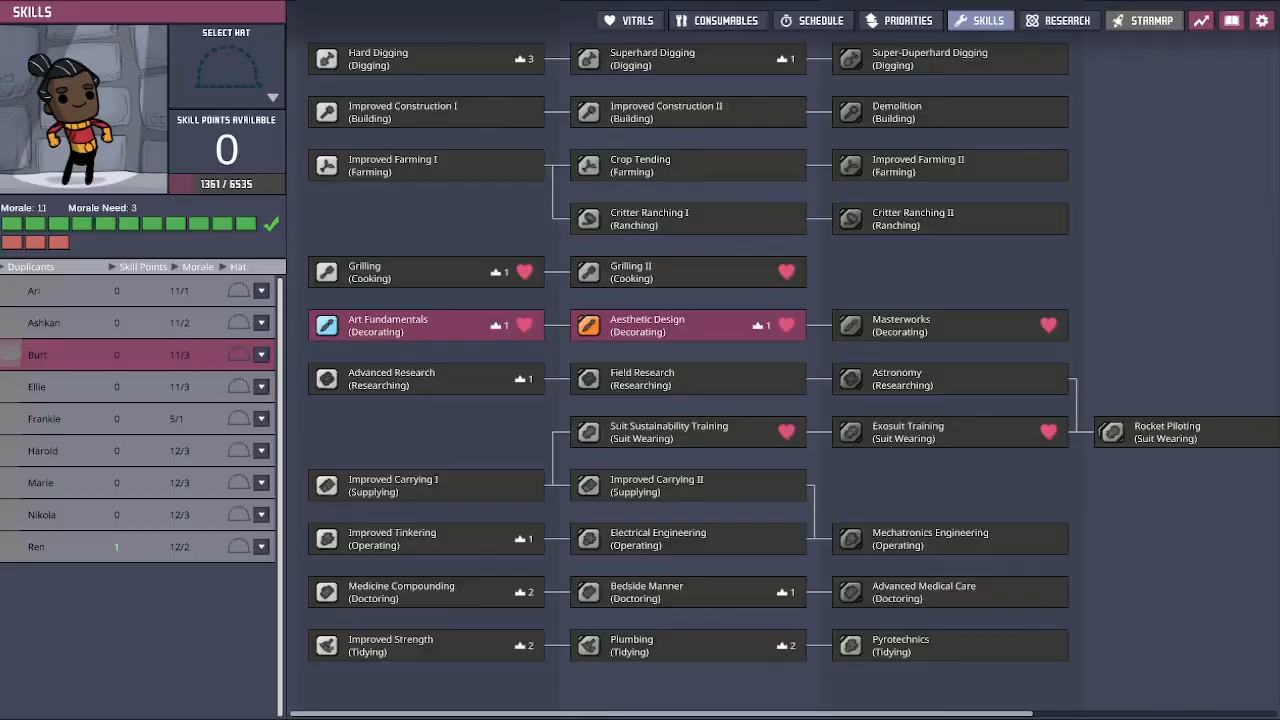 SKILLS
VITALS
CONSUMABLES
SCHEDULE
PRIORITIES
SKILLS
RESEARCH
STARMAP
SELECT HAT
SKILL POINTS AVAILABLE
0
1361 / 6535
Morale: 11 Morale Need: 3
Duplicants Skill Points Morale Hat
Ari 0 11/1
Ashkan 0 11/2
Burt 0 11/3
Ellie 0 11/3
Frankie 0 5/1
Harold 0 12/3
Marie 0 12/3
Nikola 0 12/3
Ren 1 12/2
Hard Digging
(Digging)
3
Superhard Digging
(Digging)
1
Super-Duperhard Digging
(Digging)
Improved Construction I
(Building)
Improved Construction II
(Building)
Demolition
(Building)
Improved Farming I
(Farming)
Crop Tending
(Farming)
Improved Farming II
(Farming)
Critter Ranching I
(Ranching)
Critter Ranching II
(Ranching)
Grilling
(Cooking)
1
Grilling II
(Cooking)
Art Fundamentals
(Decorating)
1
Aesthetic Design
(Decorating)
1
Masterworks
(Decorating)
Advanced Research
(Researching)
1
Field Research
(Researching)
Astronomy
(Researching)
Suit Sustainability Training
(Suit Wearing)
Exosuit Training
(Suit Wearing)
Rocket Piloting
(Suit Wearing)
Improved Carrying I
(Supplying)
Improved Carrying II
(Supplying)
Improved Tinkering
(Operating)
1
Electrical Engineering
(Operating)
Mechatronics Engineering
(Operating)
Medicine Compounding
(Doctoring)
2
Bedside Manner
(Doctoring)
1
Advanced Medical Care
(Doctoring)
Improved Strength
(Tidying)
2
Plumbing
(Tidying)
2
Pyrotechnics
(Tidying)